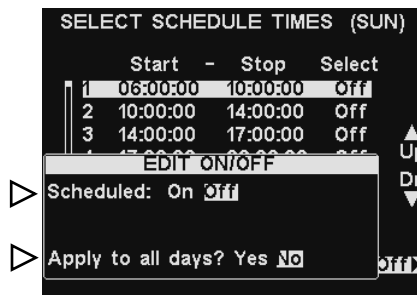 SELECT SCHEDULE TIMES (SUN)
Start - Stop Select
1 06:00:00 10:00:00 Off
2 10:00:00 14:00:00 Off
3 14:00:00 17:00:00 Off
EDIT ON/OFF
Scheduled: On Off
Apply to all days? Yes No